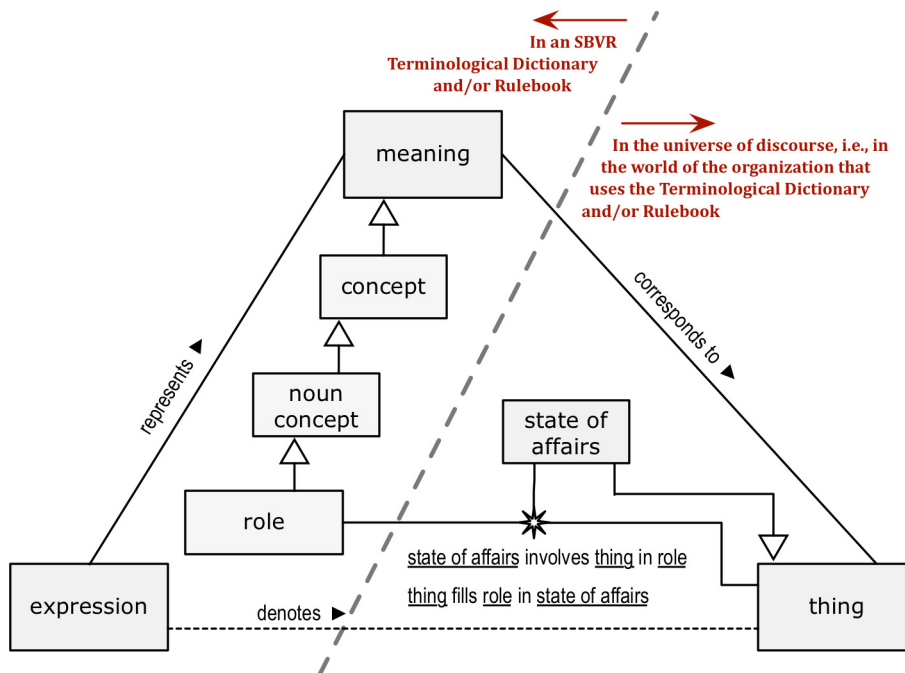 In an SBVR
Terminological Dictionary
and/or Rulebook
In the universe of discourse, i.e., in
the world of the organization that
uses the Terminological Dictionary
and/or Rulebook
meaning
concept
noun
concept
role
expression
state of
affairs
thing
represents ▶
corresponds to ▶
state of affairs involves thing in role
thing fills role in state of affairs
denotes ▶